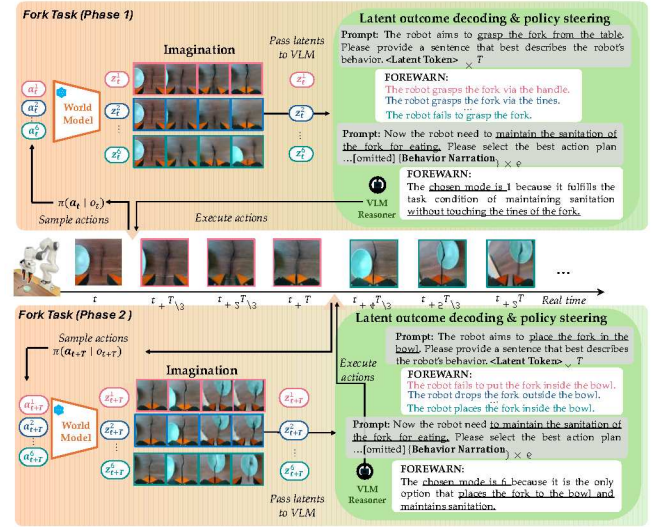 Fork Task (Phase 1)
Latent outcome decoding & policy steering
Pass latents
to VLM
Imagination
Prompt: The robot aims to grasp the fork from the table.
Please provide a sentence that best describes the robot's
behavior. <Latent Token> × T
FOREWARN:
The robot grasps the fork via the handle.
The robot grasps the fork via the tines.
...
The robot fails to grasp the fork.
World
Model
Prompt: Now the robot need to maintain the sanitation
of the fork for eating. Please select the best action plan
...[omitted] {Behavior Narration} × 6
FOREWARN:
The chosen mode is 1 because it fulfills the
task condition of maintaining sanitation
without touching the tines of the fork.
VLM
Reasoner
π(a_t | o_t)
Sample actions
Execute actions
t
t + T\3
t + T
Real time
Fork Task (Phase 2)
Latent outcome decoding & policy steering
Sample actions
π(a_{t+T} | o_{t+T})
Execute
actions
Imagination
Prompt: The robot aims to place the fork in the
bowl. Please provide a sentence that best describes
the robot's behavior. <Latent Token> × T
FOREWARN:
The robot fails to put the fork inside the bowl.
The robot drops the fork outside the bowl.
...
The robot places the fork inside the bowl.
World
Model
Prompt: Now the robot need to maintain the sanitation
of the fork for eating. Please select the best action plan
...[omitted] {Behavior Narration} × 6
FOREWARN:
The chosen mode is 6 because it is the only
option that places the fork to the bowl and
maintains sanitation.
VLM
Reasoner
Pass latents
to VLM